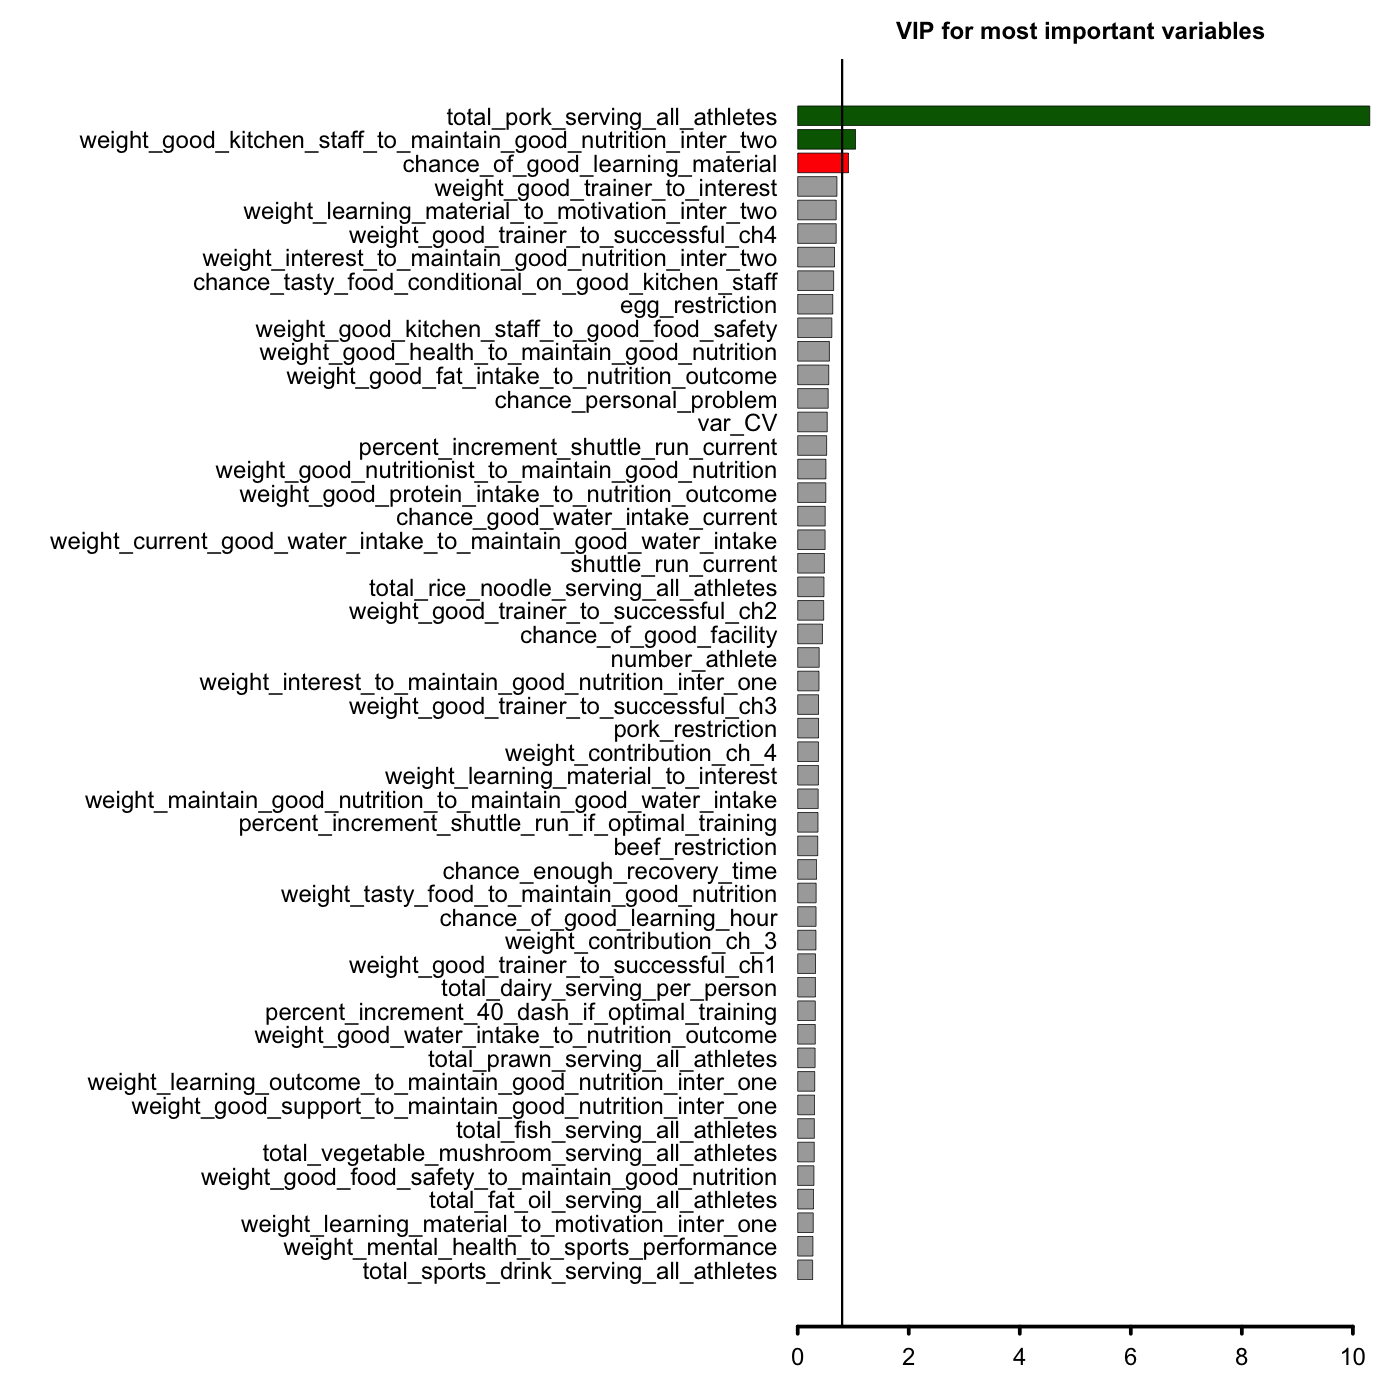 VIP for most important variables
total_pork_serving_all_athletes
weight_good_kitchen_staff_to_maintain_good_nutrition_inter_two
chance_of_good_learning_material
weight_good_trainer_to_interest
weight_learning_material_to_motivation_inter_two
weight_good_trainer_to_successful_ch4
weight_interest_to_maintain_good_nutrition_inter_two
chance_tasty_food_conditional_on_good_kitchen_staff
egg_restriction
weight_good_kitchen_staff_to_good_food_safety
weight_good_health_to_maintain_good_nutrition
weight_good_fat_intake_to_nutrition_outcome
chance_personal_problem
var_CV
percent_increment_shuttle_run_current
weight_good_nutritionist_to_maintain_good_nutrition
weight_good_protein_intake_to_nutrition_outcome
chance_good_water_intake_current
weight_current_good_water_intake_to_maintain_good_water_intake
shuttle_run_current
total_rice_noodle_serving_all_athletes
weight_good_trainer_to_successful_ch2
chance_of_good_facility
number_athlete
weight_interest_to_maintain_good_nutrition_inter_one
weight_good_trainer_to_successful_ch3
pork_restriction
weight_contribution_ch_4
weight_learning_material_to_interest
weight_maintain_good_nutrition_to_maintain_good_water_intake
percent_increment_shuttle_run_if_optimal_training
beef_restriction
chance_enough_recovery_time
weight_tasty_food_to_maintain_good_nutrition
chance_of_good_learning_hour
weight_contribution_ch_3
weight_good_trainer_to_successful_ch1
total_dairy_serving_per_person
percent_increment_40_dash_if_optimal_training
weight_good_water_intake_to_nutrition_outcome
total_prawn_serving_all_athletes
weight_learning_outcome_to_maintain_good_nutrition_inter_one
weight_good_support_to_maintain_good_nutrition_inter_one
total_fish_serving_all_athletes
total_vegetable_mushroom_serving_all_athletes
weight_good_food_safety_to_maintain_good_nutrition
total_fat_oil_serving_all_athletes
weight_learning_material_to_motivation_inter_one
weight_mental_health_to_sports_performance
total_sports_drink_serving_all_athletes
0 2 4 6 8 10